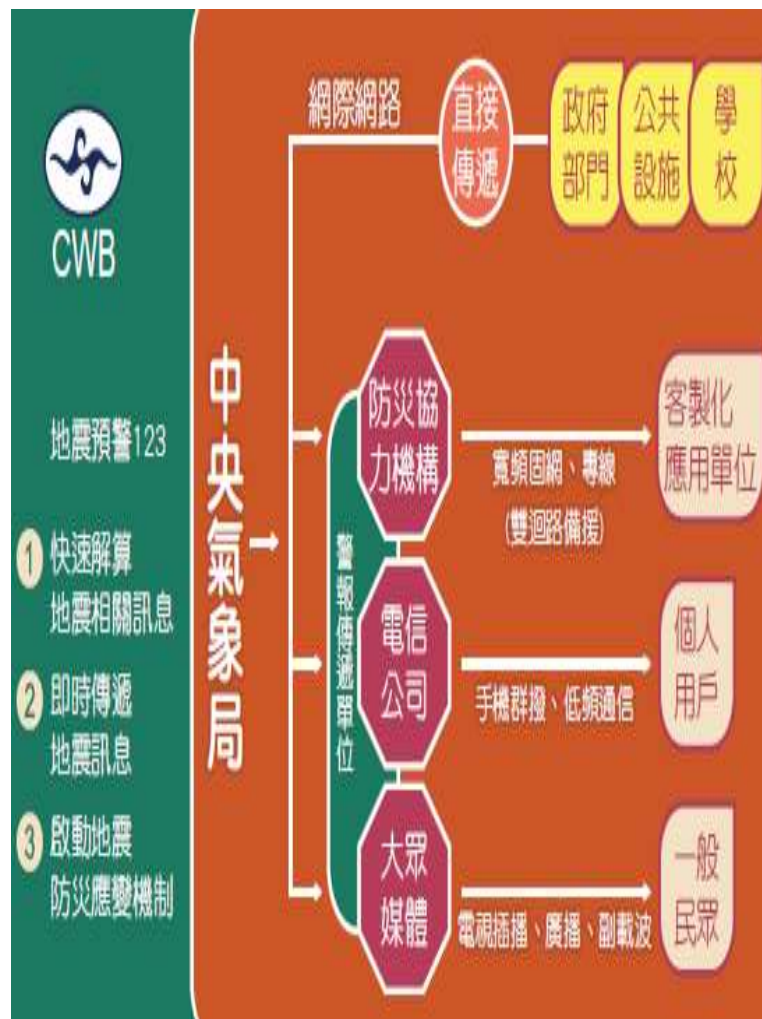 CWB
地震預警123
1 快速解算
地震相關訊息
2 即時傳遞
地震訊息
3 啟動地震
防災應變機制
中央氣象局
網際網路
直接
傳遞
政府
部門
公共
設施
學
校
警報傳遞單位
防災協
力機構
寬頻固網、專線
(雙迴路備援)
客製化
應用單位
電信
公司
手機群撥、低頻通信
個人
用戶
大眾
媒體
電視插播、廣播、副載波
一般
民眾